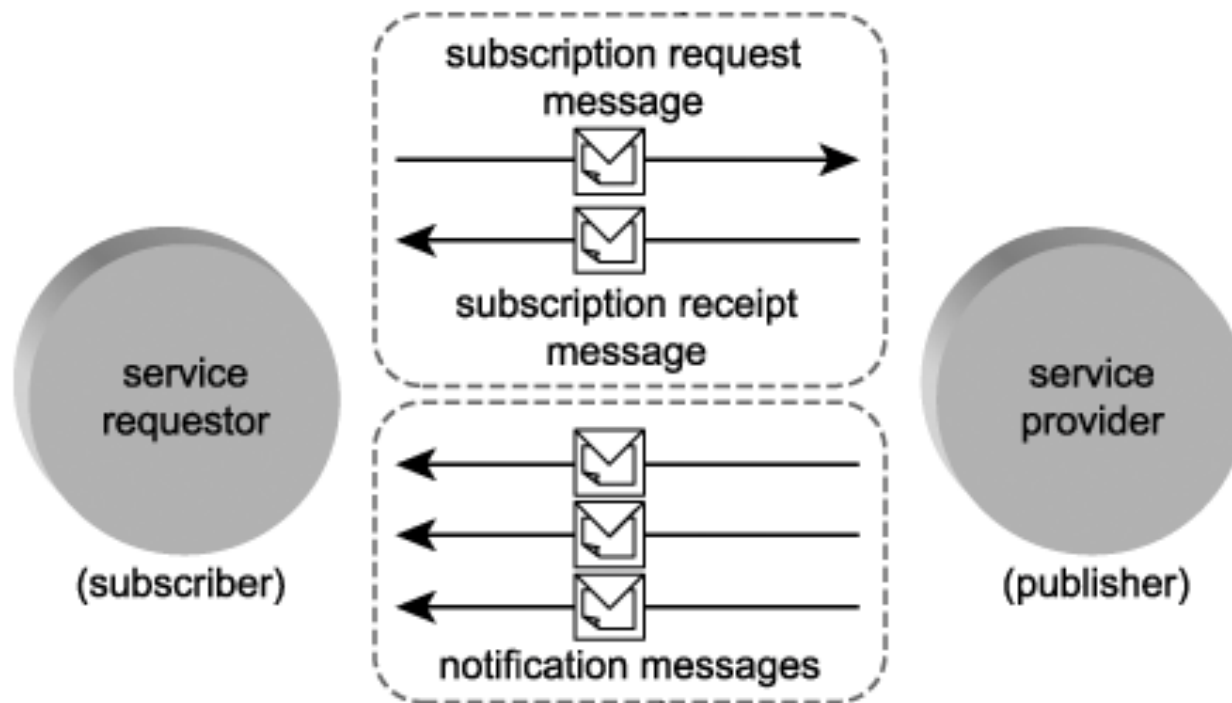 subscription request
message
subscription receipt
message
service
requestor
(subscriber)
service
provider
(publisher)
notification messages